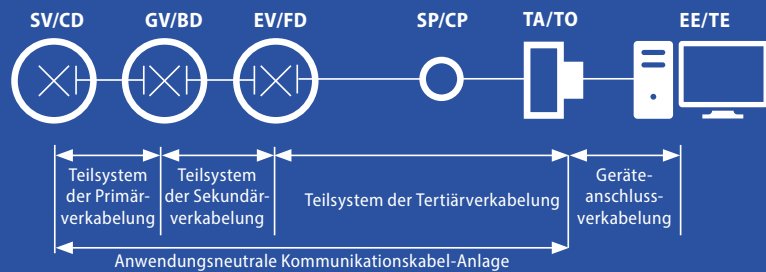 SV/CD GV/BD EV/FD SP/CP TA/TO EE/TE
Teilsystem
der Primär-
verkabelung
Teilsystem
der Sekundär-
verkabelung
Teilsystem der Tertiärverkabelung
Geräte-
anschluss-
verkabelung
Anwendungsneutrale Kommunikationskabel-Anlage